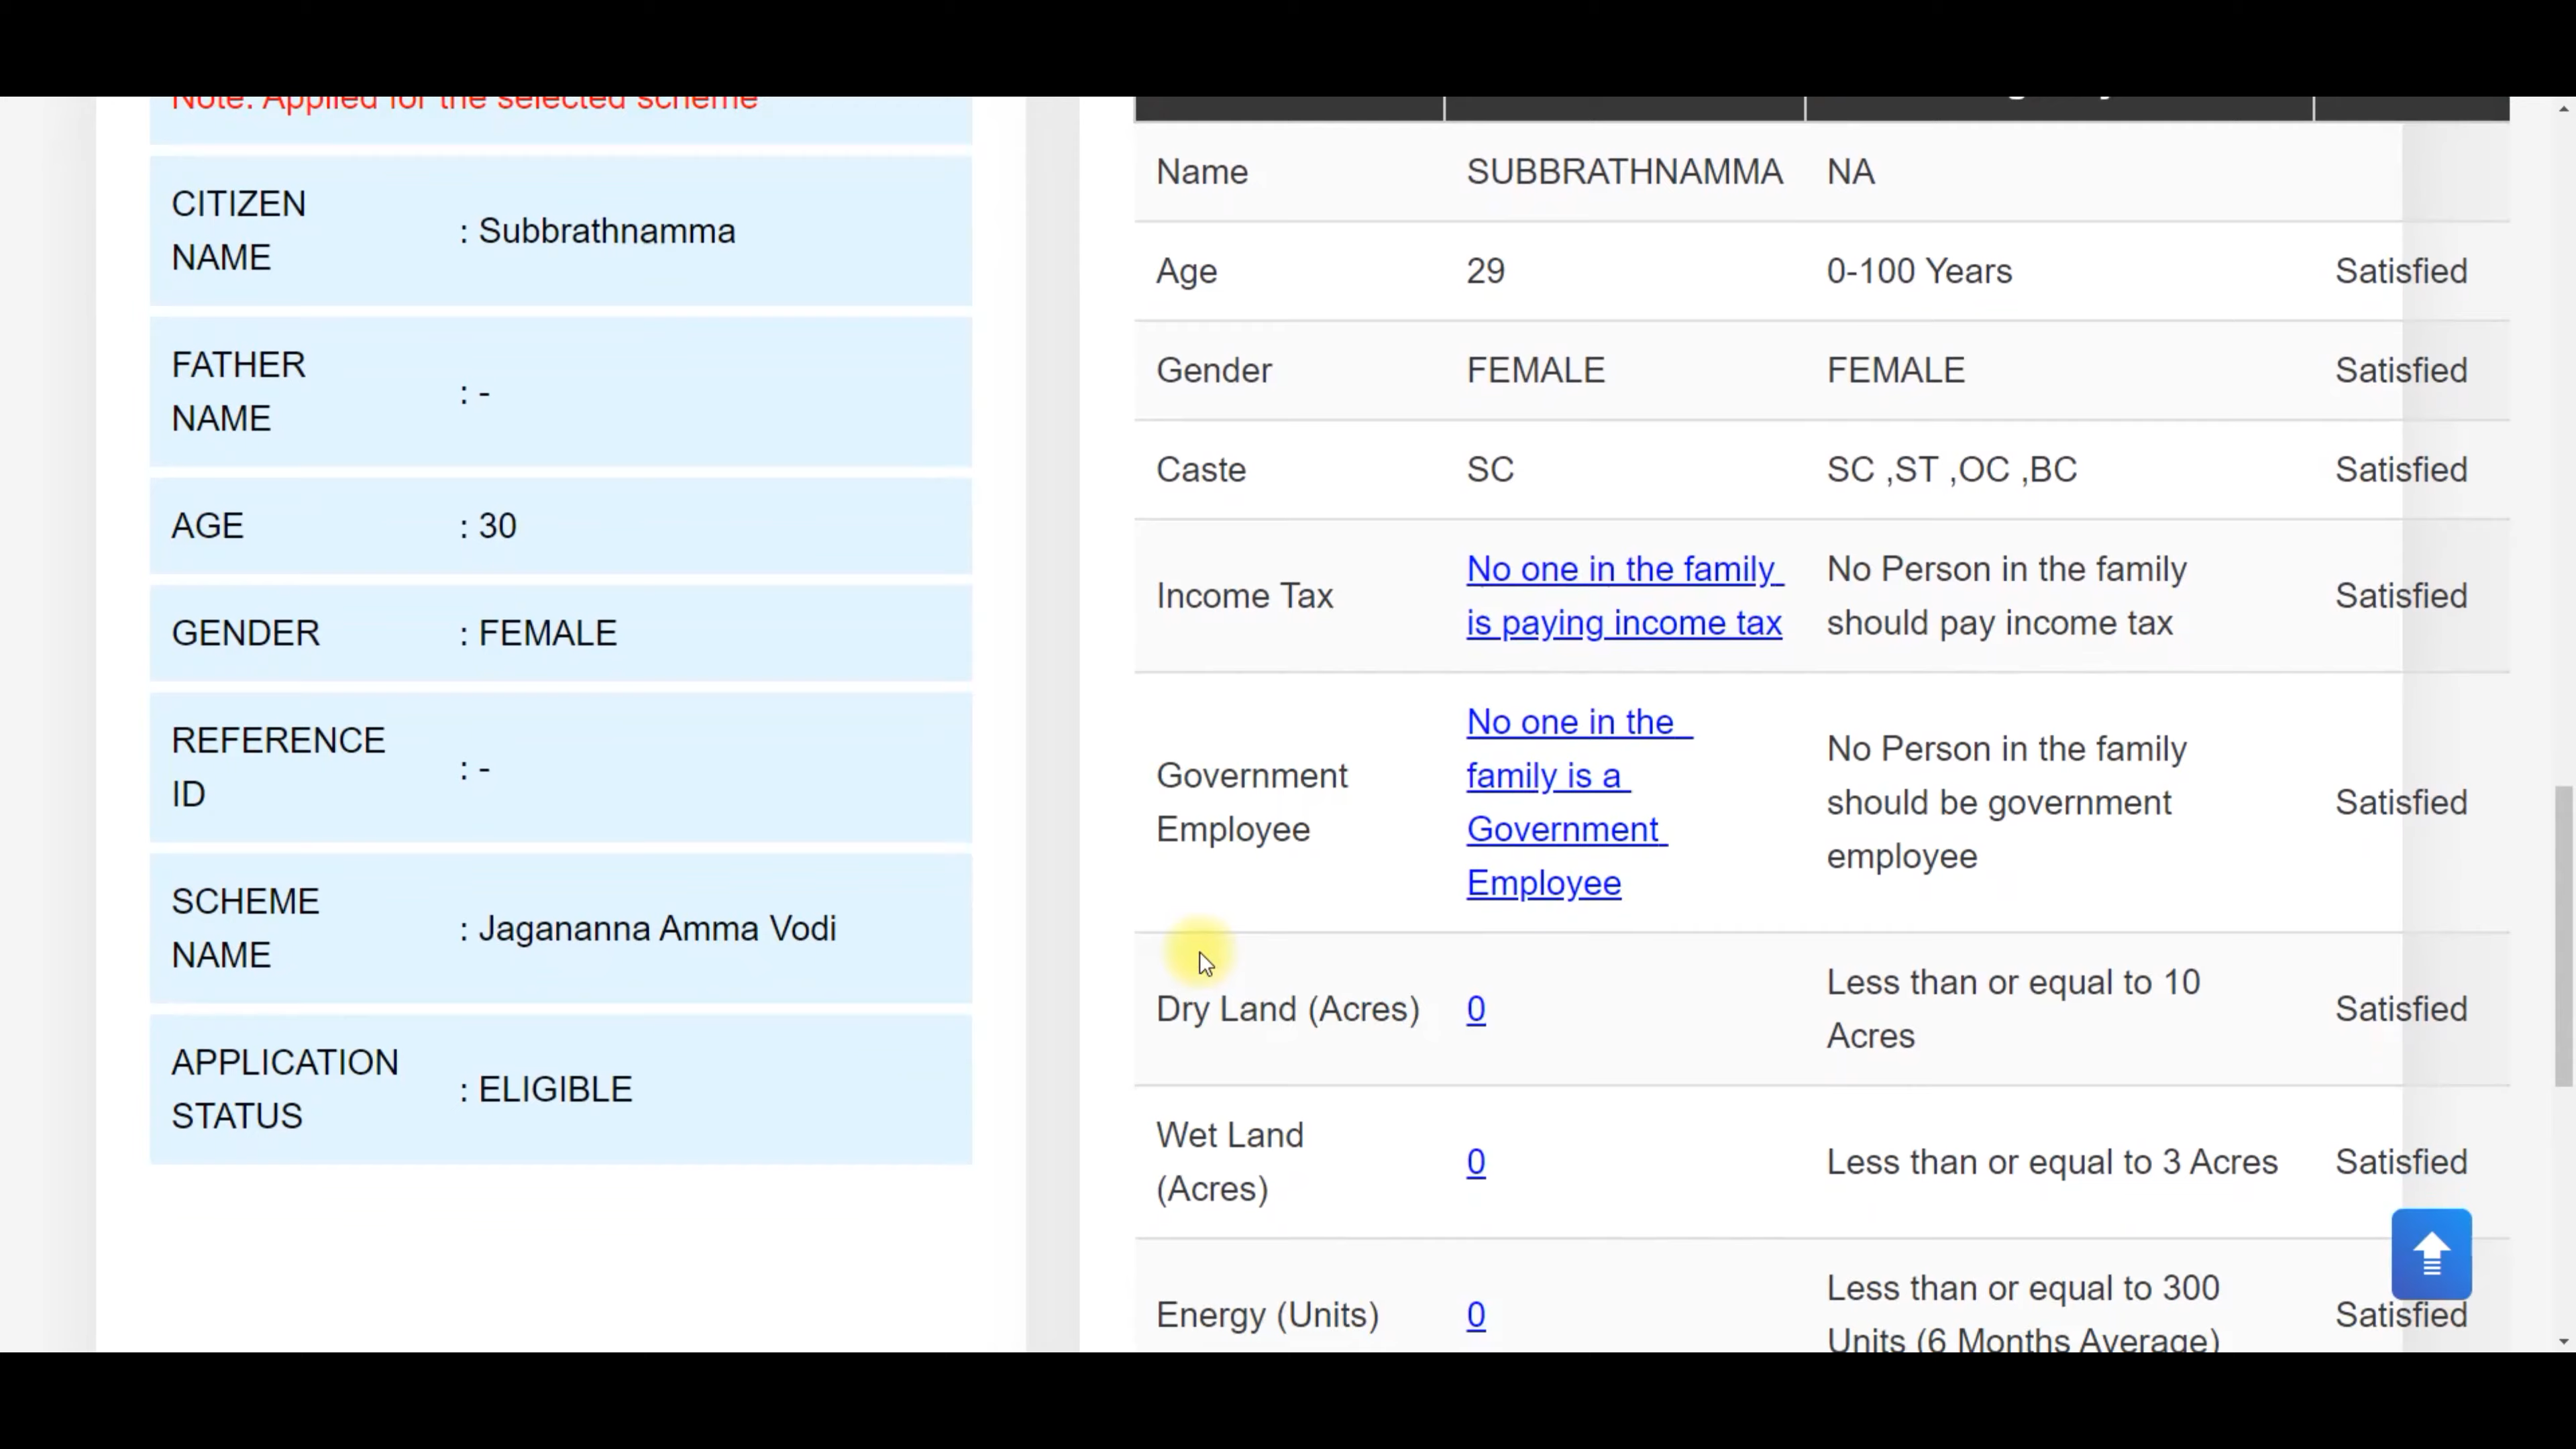 Note: Applied for the selected scheme
CITIZEN
NAME
: Subbrathnamma
FATHER
NAME
: -
AGE : 30
GENDER : FEMALE
REFERENCE
ID
: -
SCHEME
NAME
: Jagananna Amma Vodi
APPLICATION
STATUS
: ELIGIBLE
Name SUBBRATHNAMMA NA
Age 29 0-100 Years Satisfied
Gender FEMALE FEMALE Satisfied
Caste SC SC ,ST ,OC ,BC Satisfied
Income Tax
No one in the family
is paying income tax
No Person in the family
should pay income tax
Satisfied
Government
Employee
No one in the
family is a
Government
Employee
No Person in the family
should be government
employee
Satisfied
Dry Land (Acres) 0
Less than or equal to 10
Acres
Satisfied
Wet Land
(Acres)
0
Less than or equal to 3 Acres
Satisfied
Energy (Units) 0
Less than or equal to 300
Units (6 Months Average)
Satisfied